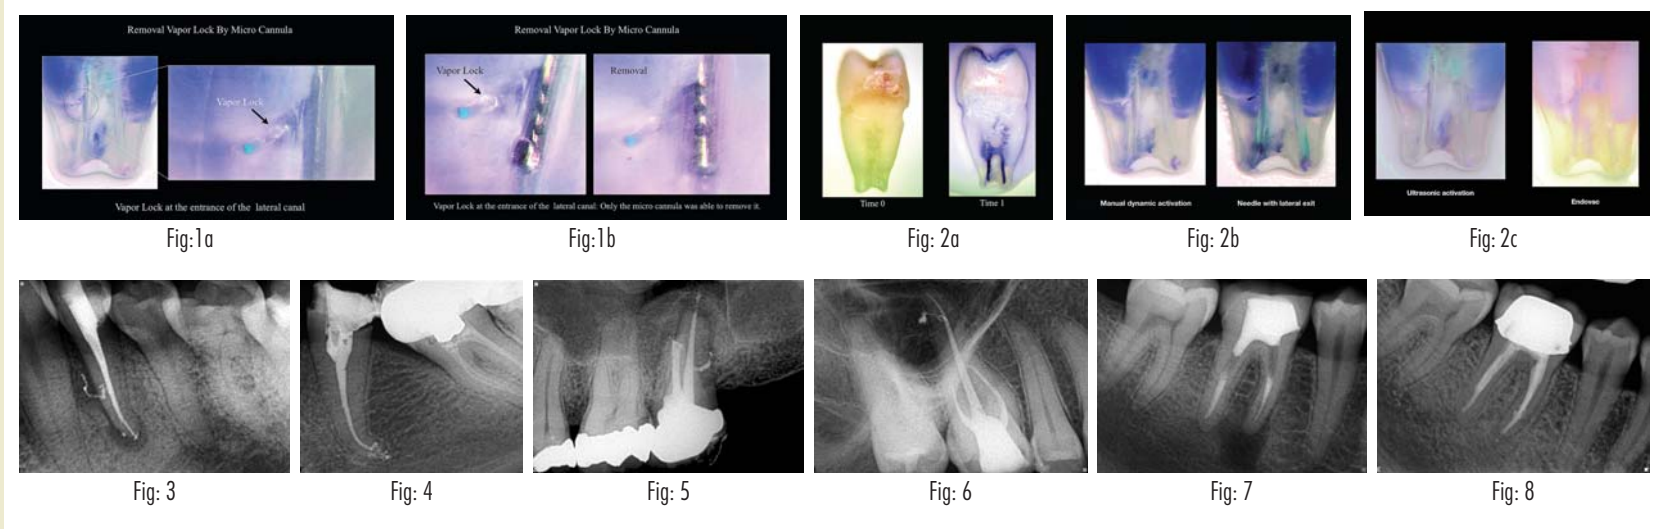 Removal Vapor Lock By Micro Cannula
Vapor Lock
Vapor Lock at the entrance of the lateral canal
Fig:1a
Removal Vapor Lock By Micro Cannula
Vapor Lock
Removal
Vapor Lock at the entrance of the lateral canal: Only the micro cannula was able to remove it.
Fig:1b
Time 0
Time 1
Fig: 2a
Manual dynamic activation
Needle with lateral exit
Fig: 2b
Ultrasonic activation
Endovac
Fig: 2c
Fig: 3
Fig: 4
Fig: 5
Fig: 6
Fig: 7
Fig: 8